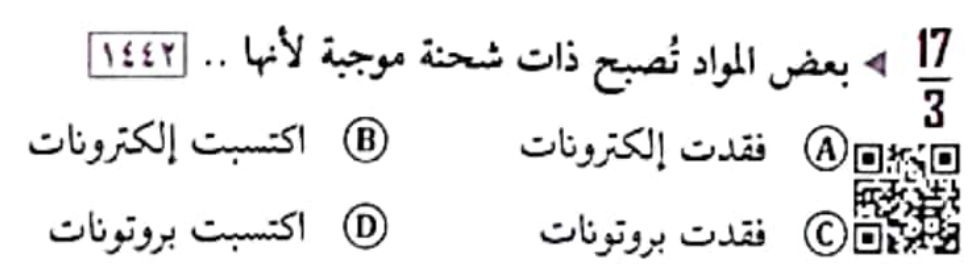 17/3 ◀ بعض المواد تُصبح ذات شحنة موجبة لأنها .. ١٤٤٢
A فقدت إلكترونات B اكتسبت إلكترونات
C فقدت بروتونات D اكتسبت بروتونات